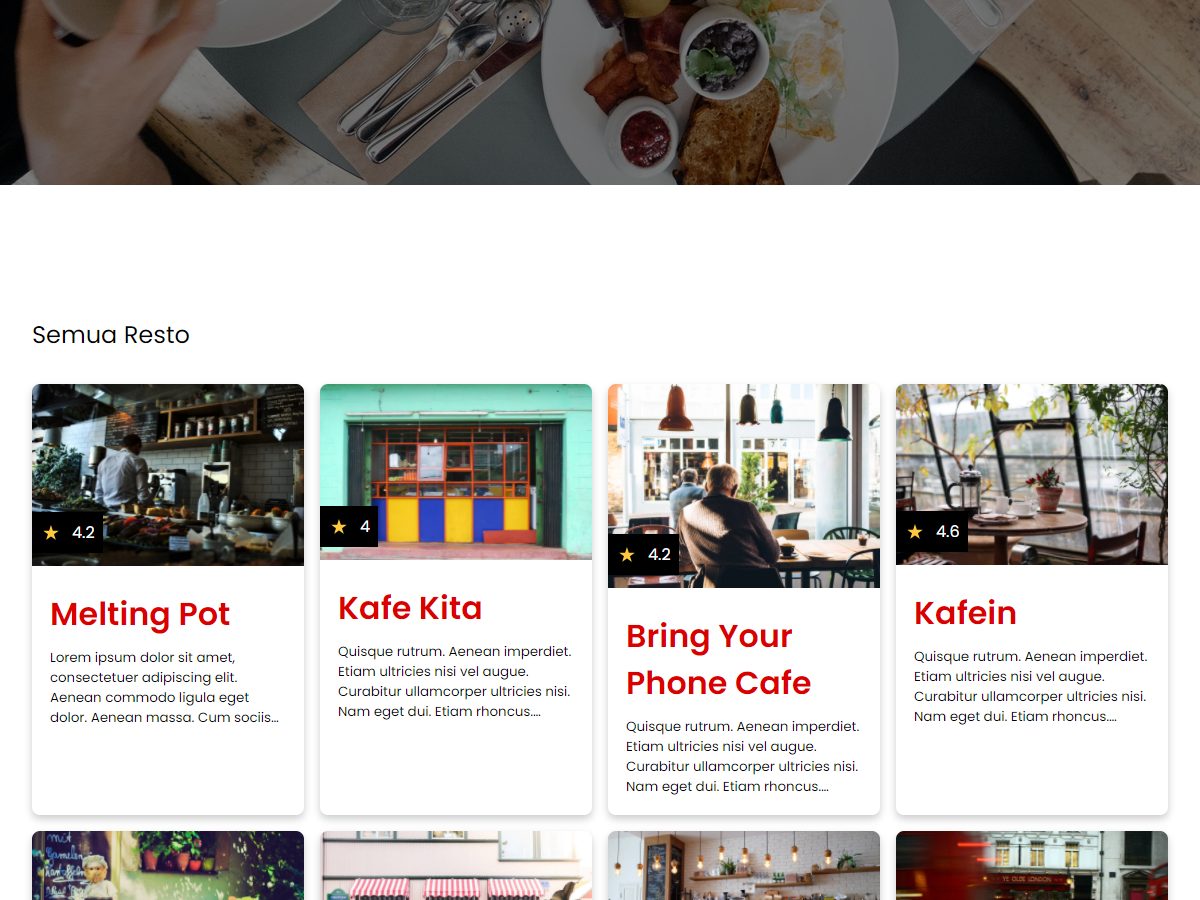 Semua Resto
4.2
4
4.2
4.6
Melting Pot
Lorem ipsum dolor sit amet,
consectetuer adipiscing elit.
Aenean commodo ligula eget
dolor. Aenean massa. Cum sociis...
Kafe Kita
Quisque rutrum. Aenean imperdiet.
Etiam ultricies nisi vel augue.
Curabitur ullamcorper ultricies nisi.
Nam eget dui. Etiam rhoncus....
Bring Your
Phone Cafe
Quisque rutrum. Aenean imperdiet.
Etiam ultricies nisi vel augue.
Curabitur ullamcorper ultricies nisi.
Nam eget dui. Etiam rhoncus....
Kafein
Quisque rutrum. Aenean imperdiet.
Etiam ultricies nisi vel augue.
Curabitur ullamcorper ultricies nisi.
Nam eget dui. Etiam rhoncus....
YE OLDE LONDON